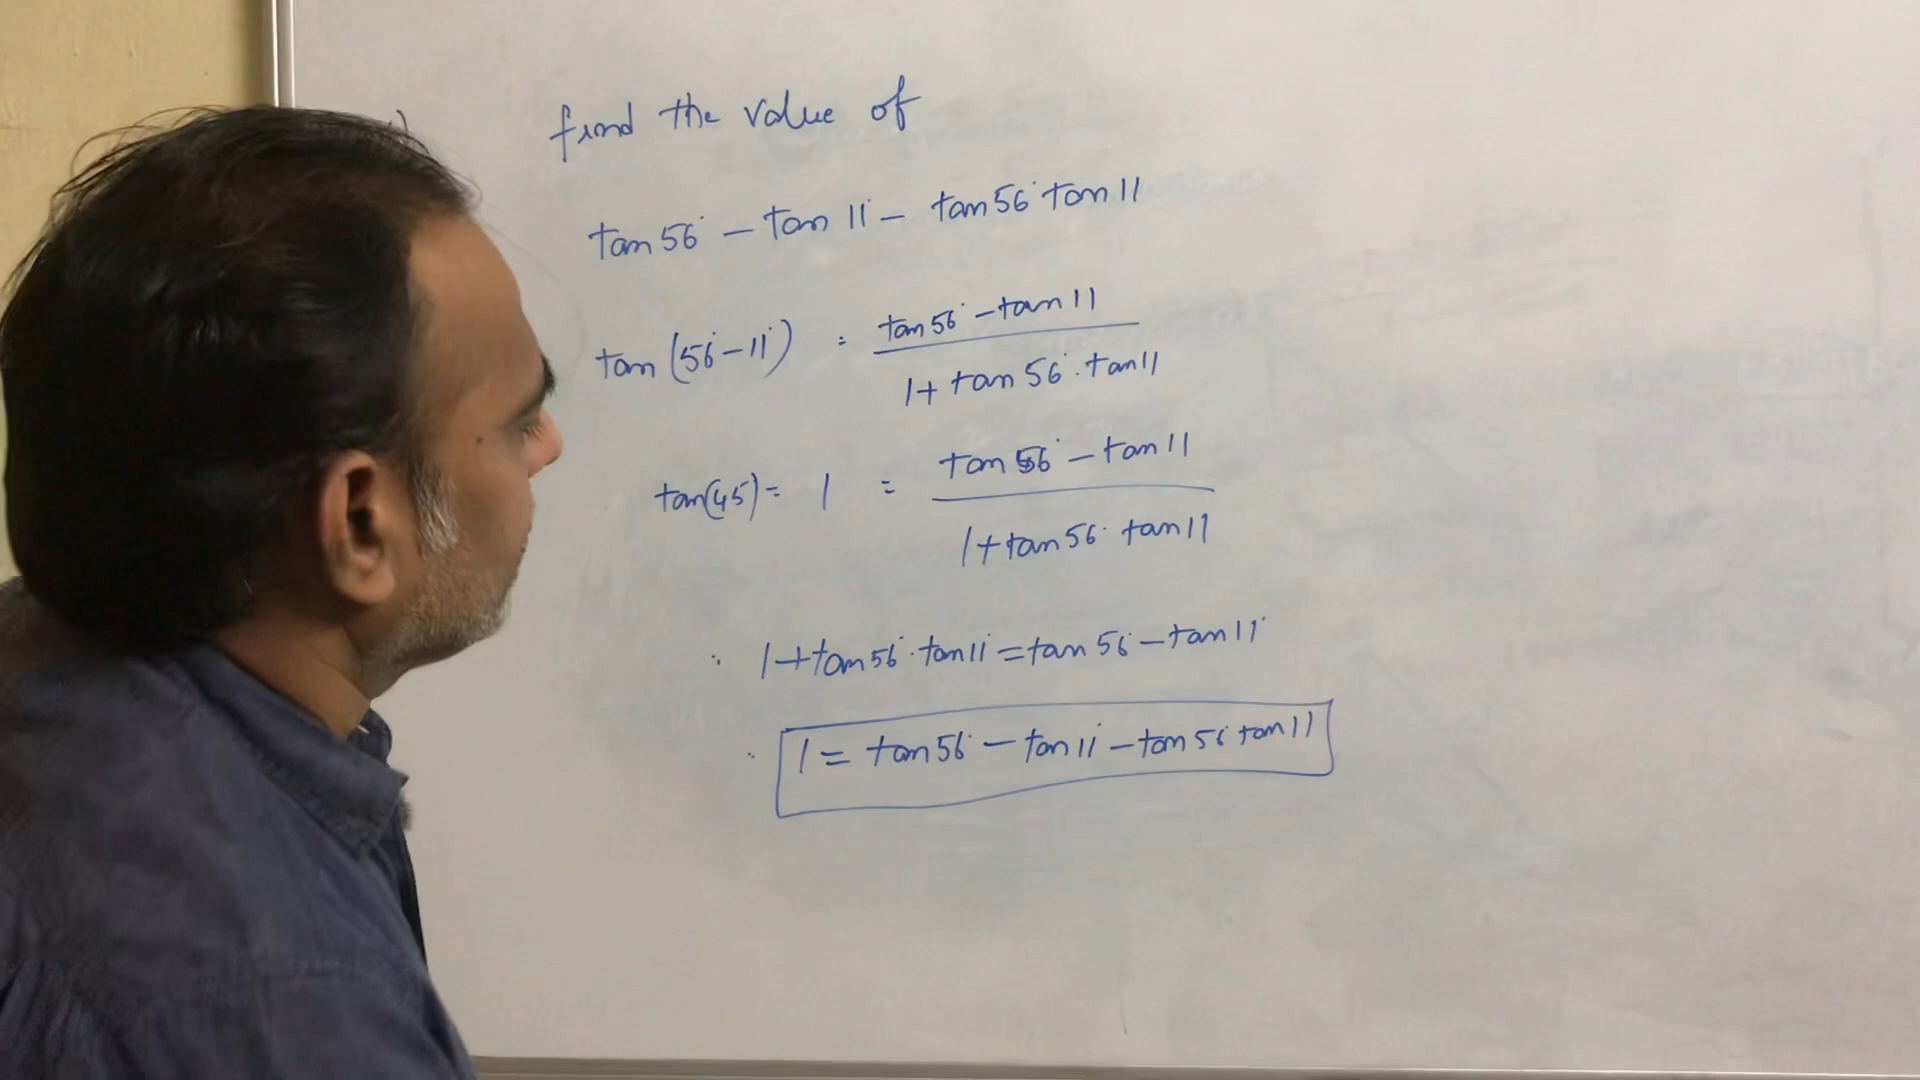 find the value of
tan 56° - tan 11° - tan 56° tan 11
tan (56° - 11°) = tan 56° - tan 11 / 1 + tan 56° . tan 11
tan(45) = 1 = tan 56° - tan 11 / 1 + tan 56° tan 11
∴ 1 + tan 56° . tan 11° = tan 56° - tan 11°
∴ 1 = tan 56° - tan 11° - tan 56° tan 11